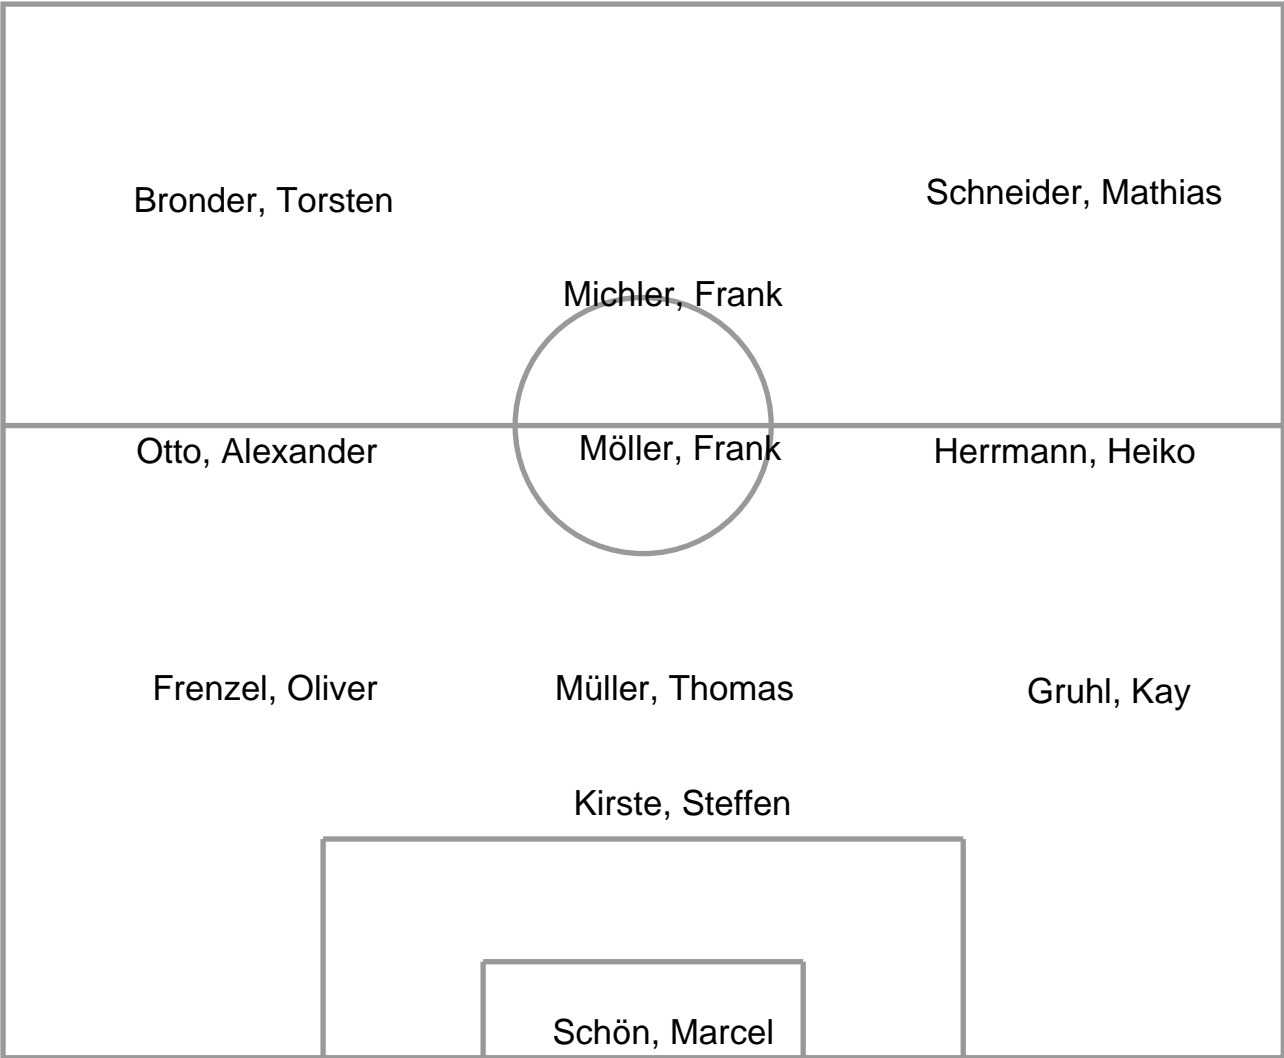 Bronder, Torsten
Schneider, Mathias
Michler, Frank
Otto, Alexander
Möller, Frank
Herrmann, Heiko
Frenzel, Oliver
Müller, Thomas
Gruhl, Kay
Kirste, Steffen
Schön, Marcel